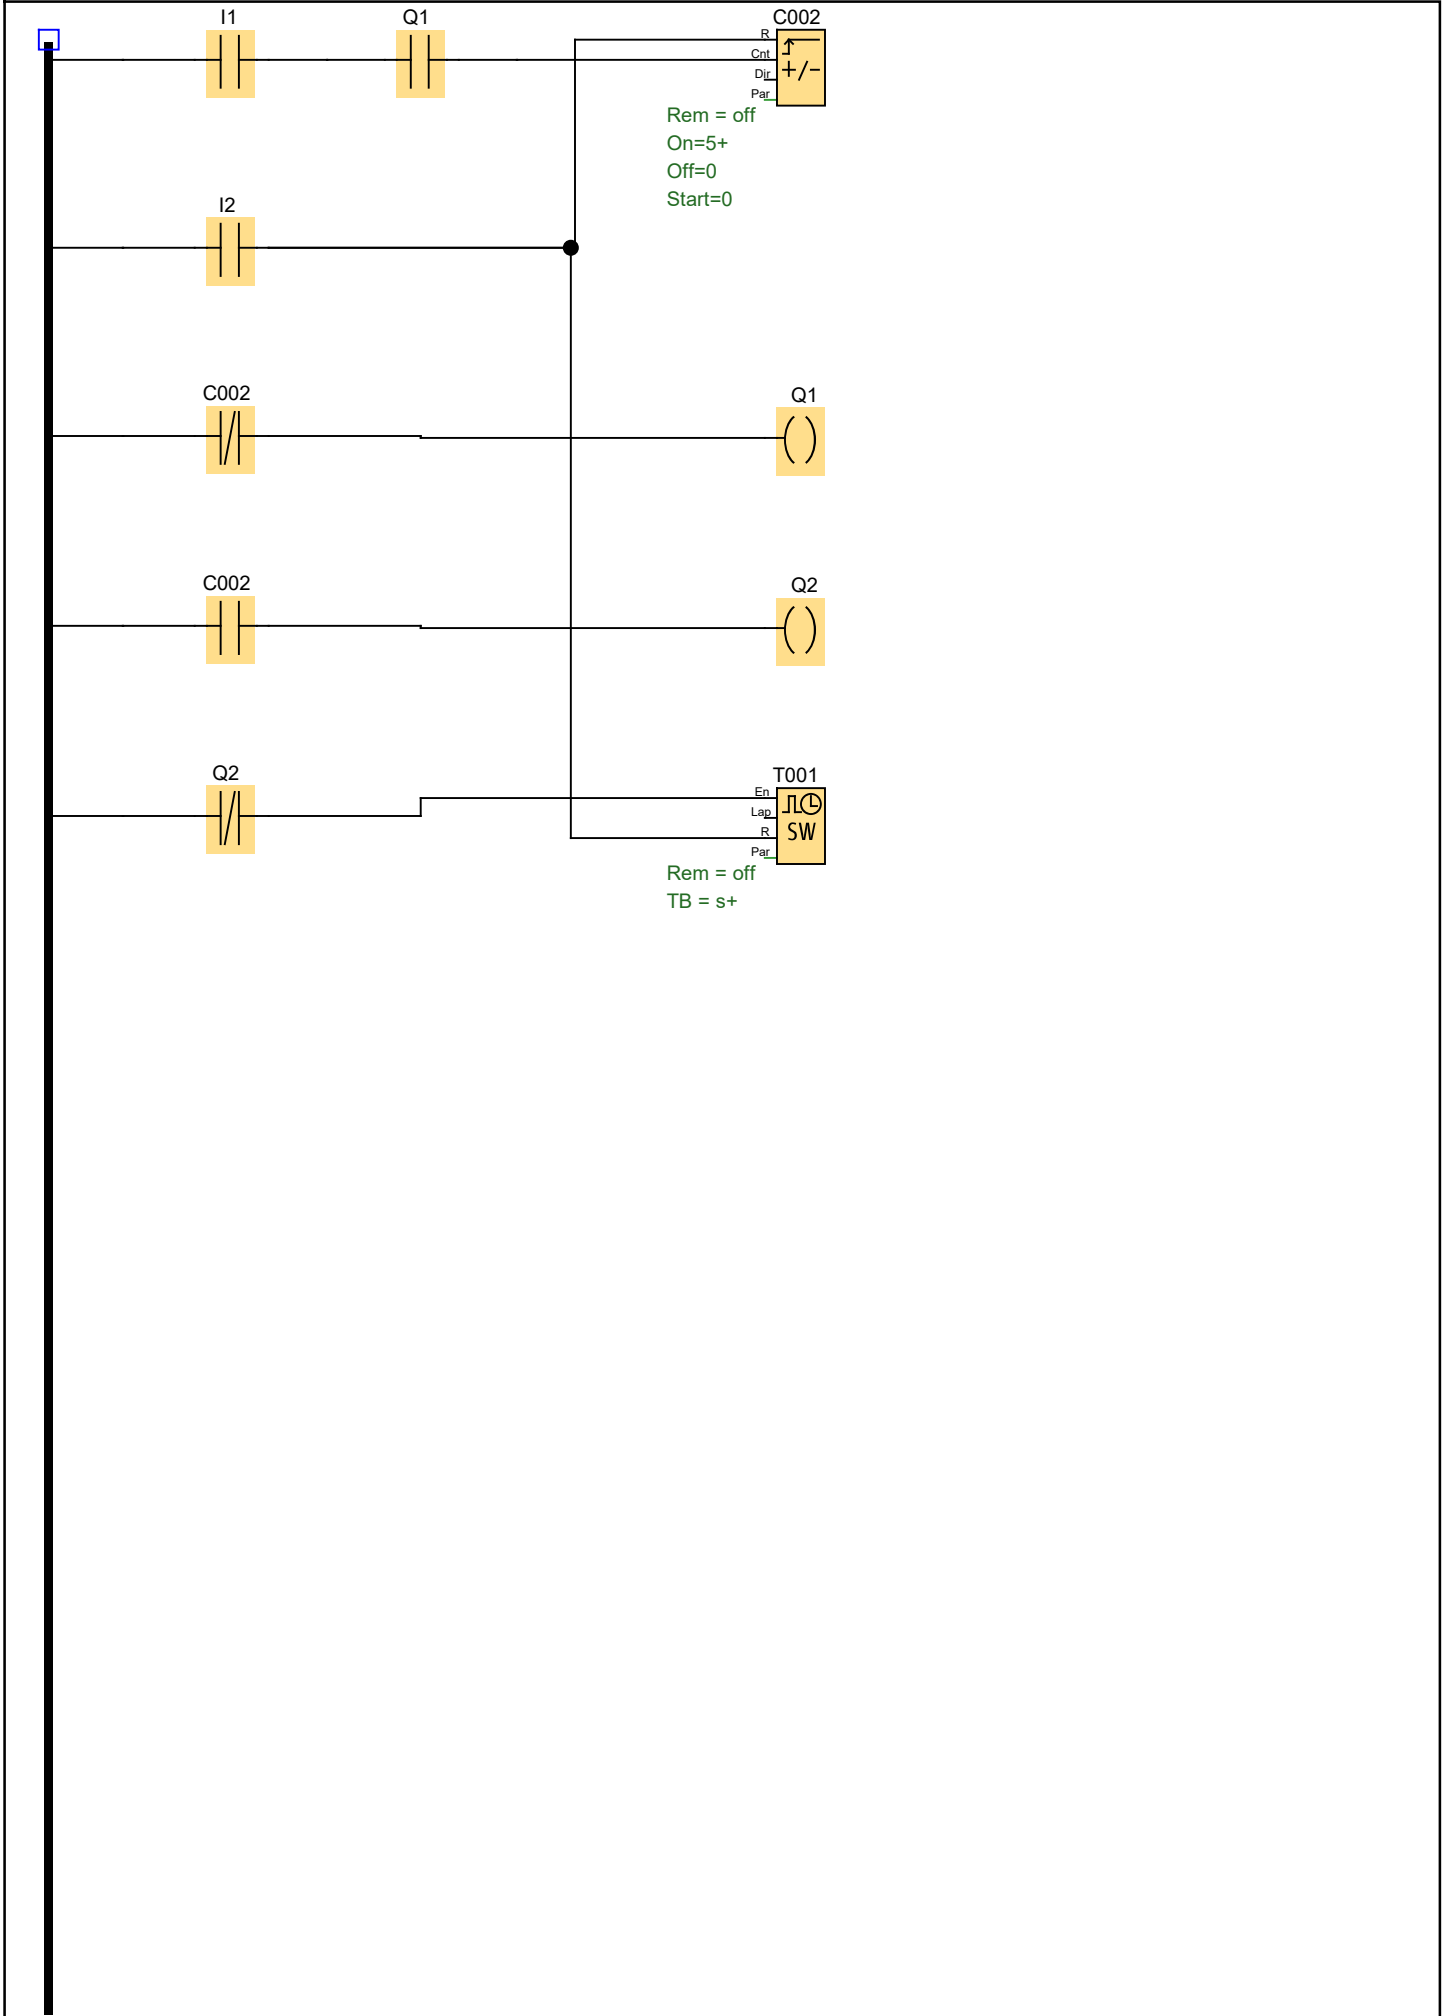 I1 Q1 C002
R
Cnt
+/−
Dir
Par
Rem = off
On=5+
Off=0
Start=0
I2
C002 Q1
C002 Q2
Q2 T001
En
Lap
R SW
Par
Rem = off
TB = s+